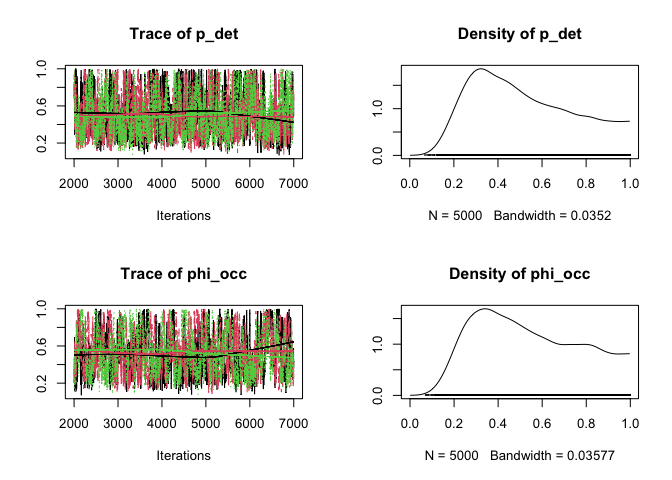 Trace of p_det
0.2 0.6 1.0
2000 3000 4000 5000 6000 7000
Iterations
Density of p_det
0.0 1.0
0.0 0.2 0.4 0.6 0.8 1.0
N = 5000 Bandwidth = 0.0352
Trace of phi_occ
0.2 0.6 1.0
2000 3000 4000 5000 6000 7000
Iterations
Density of phi_occ
0.0 1.0
0.0 0.2 0.4 0.6 0.8 1.0
N = 5000 Bandwidth = 0.03577